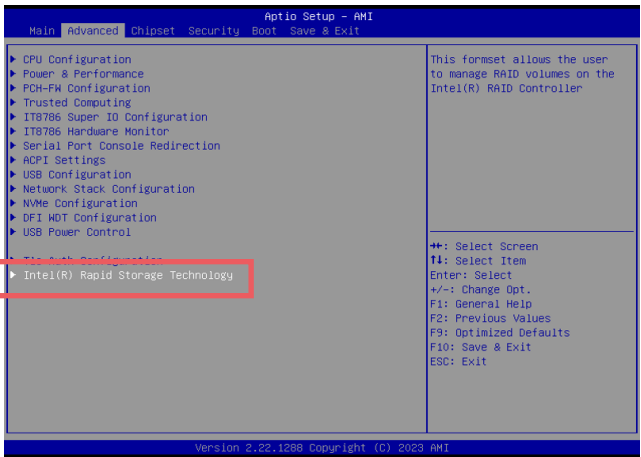 Aptio Setup - AMI
Main Advanced Chipset Security Boot Save & Exit
CPU Configuration
Power & Performance
PCH-FW Configuration
Trusted Computing
IT8786 Super IO Configuration
IT8786 Hardware Monitor
Serial Port Console Redirection
ACPI Settings
USB Configuration
Network Stack Configuration
NVMe Configuration
DFI WDT Configuration
USB Power Control
Tls Auth Configuration
Intel(R) Rapid Storage Technology
This formset allows the user
to manage RAID volumes on the
Intel(R) RAID Controller
→←: Select Screen
↑↓: Select Item
Enter: Select
+/-: Change Opt.
F1: General Help
F2: Previous Values
F9: Optimized Defaults
F10: Save & Exit
ESC: Exit
Version 2.22.1288 Copyright (C) 2023 AMI